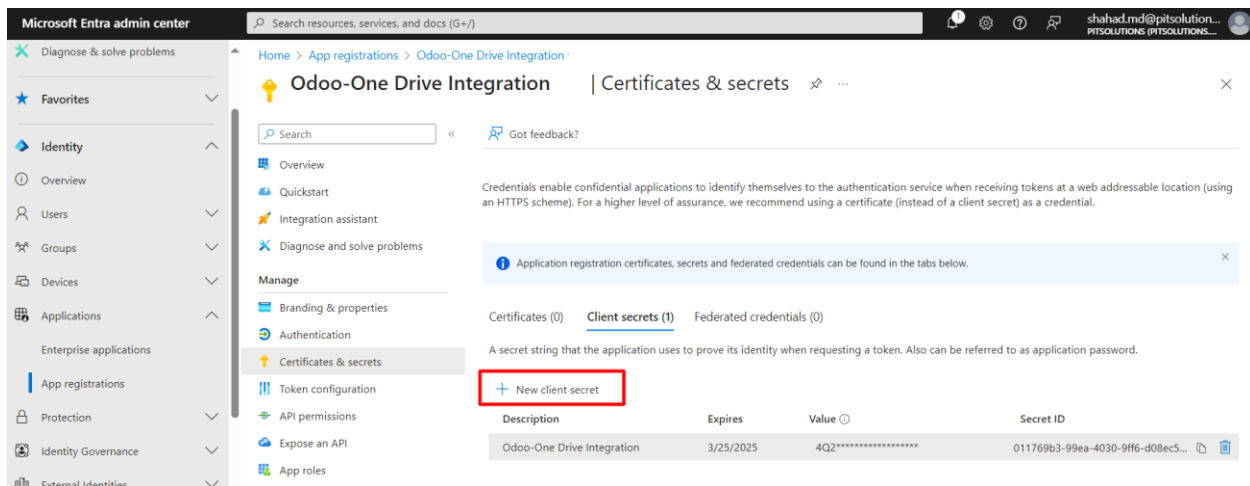 Microsoft Entra admin center
Search resources, services, and docs (G+/)
shahad.md@pitsolution...
PITSOLUTIONS (PITSOLUTIONS....
Diagnose & solve problems
Favorites
Identity
Overview
Users
Groups
Devices
Applications
Enterprise applications
App registrations
Protection
Identity Governance
External Identities
Home > App registrations > Odoo-One Drive Integration
Odoo-One Drive Integration | Certificates & secrets
Search
Overview
Quickstart
Integration assistant
Diagnose and solve problems
Manage
Branding & properties
Authentication
Certificates & secrets
Token configuration
API permissions
Expose an API
App roles
Got feedback?
Credentials enable confidential applications to identify themselves to the authentication service when receiving tokens at a web addressable location (using
an HTTPS scheme). For a higher level of assurance, we recommend using a certificate (instead of a client secret) as a credential.
Application registration certificates, secrets and federated credentials can be found in the tabs below.
Certificates (0) Client secrets (1) Federated credentials (0)
A secret string that the application uses to prove its identity when requesting a token. Also can be referred to as application password.
+ New client secret
Description Expires Value Secret ID
Odoo-One Drive Integration 3/25/2025 4Q2****************** 011769b3-99ea-4030-9ff6-d08ec5...